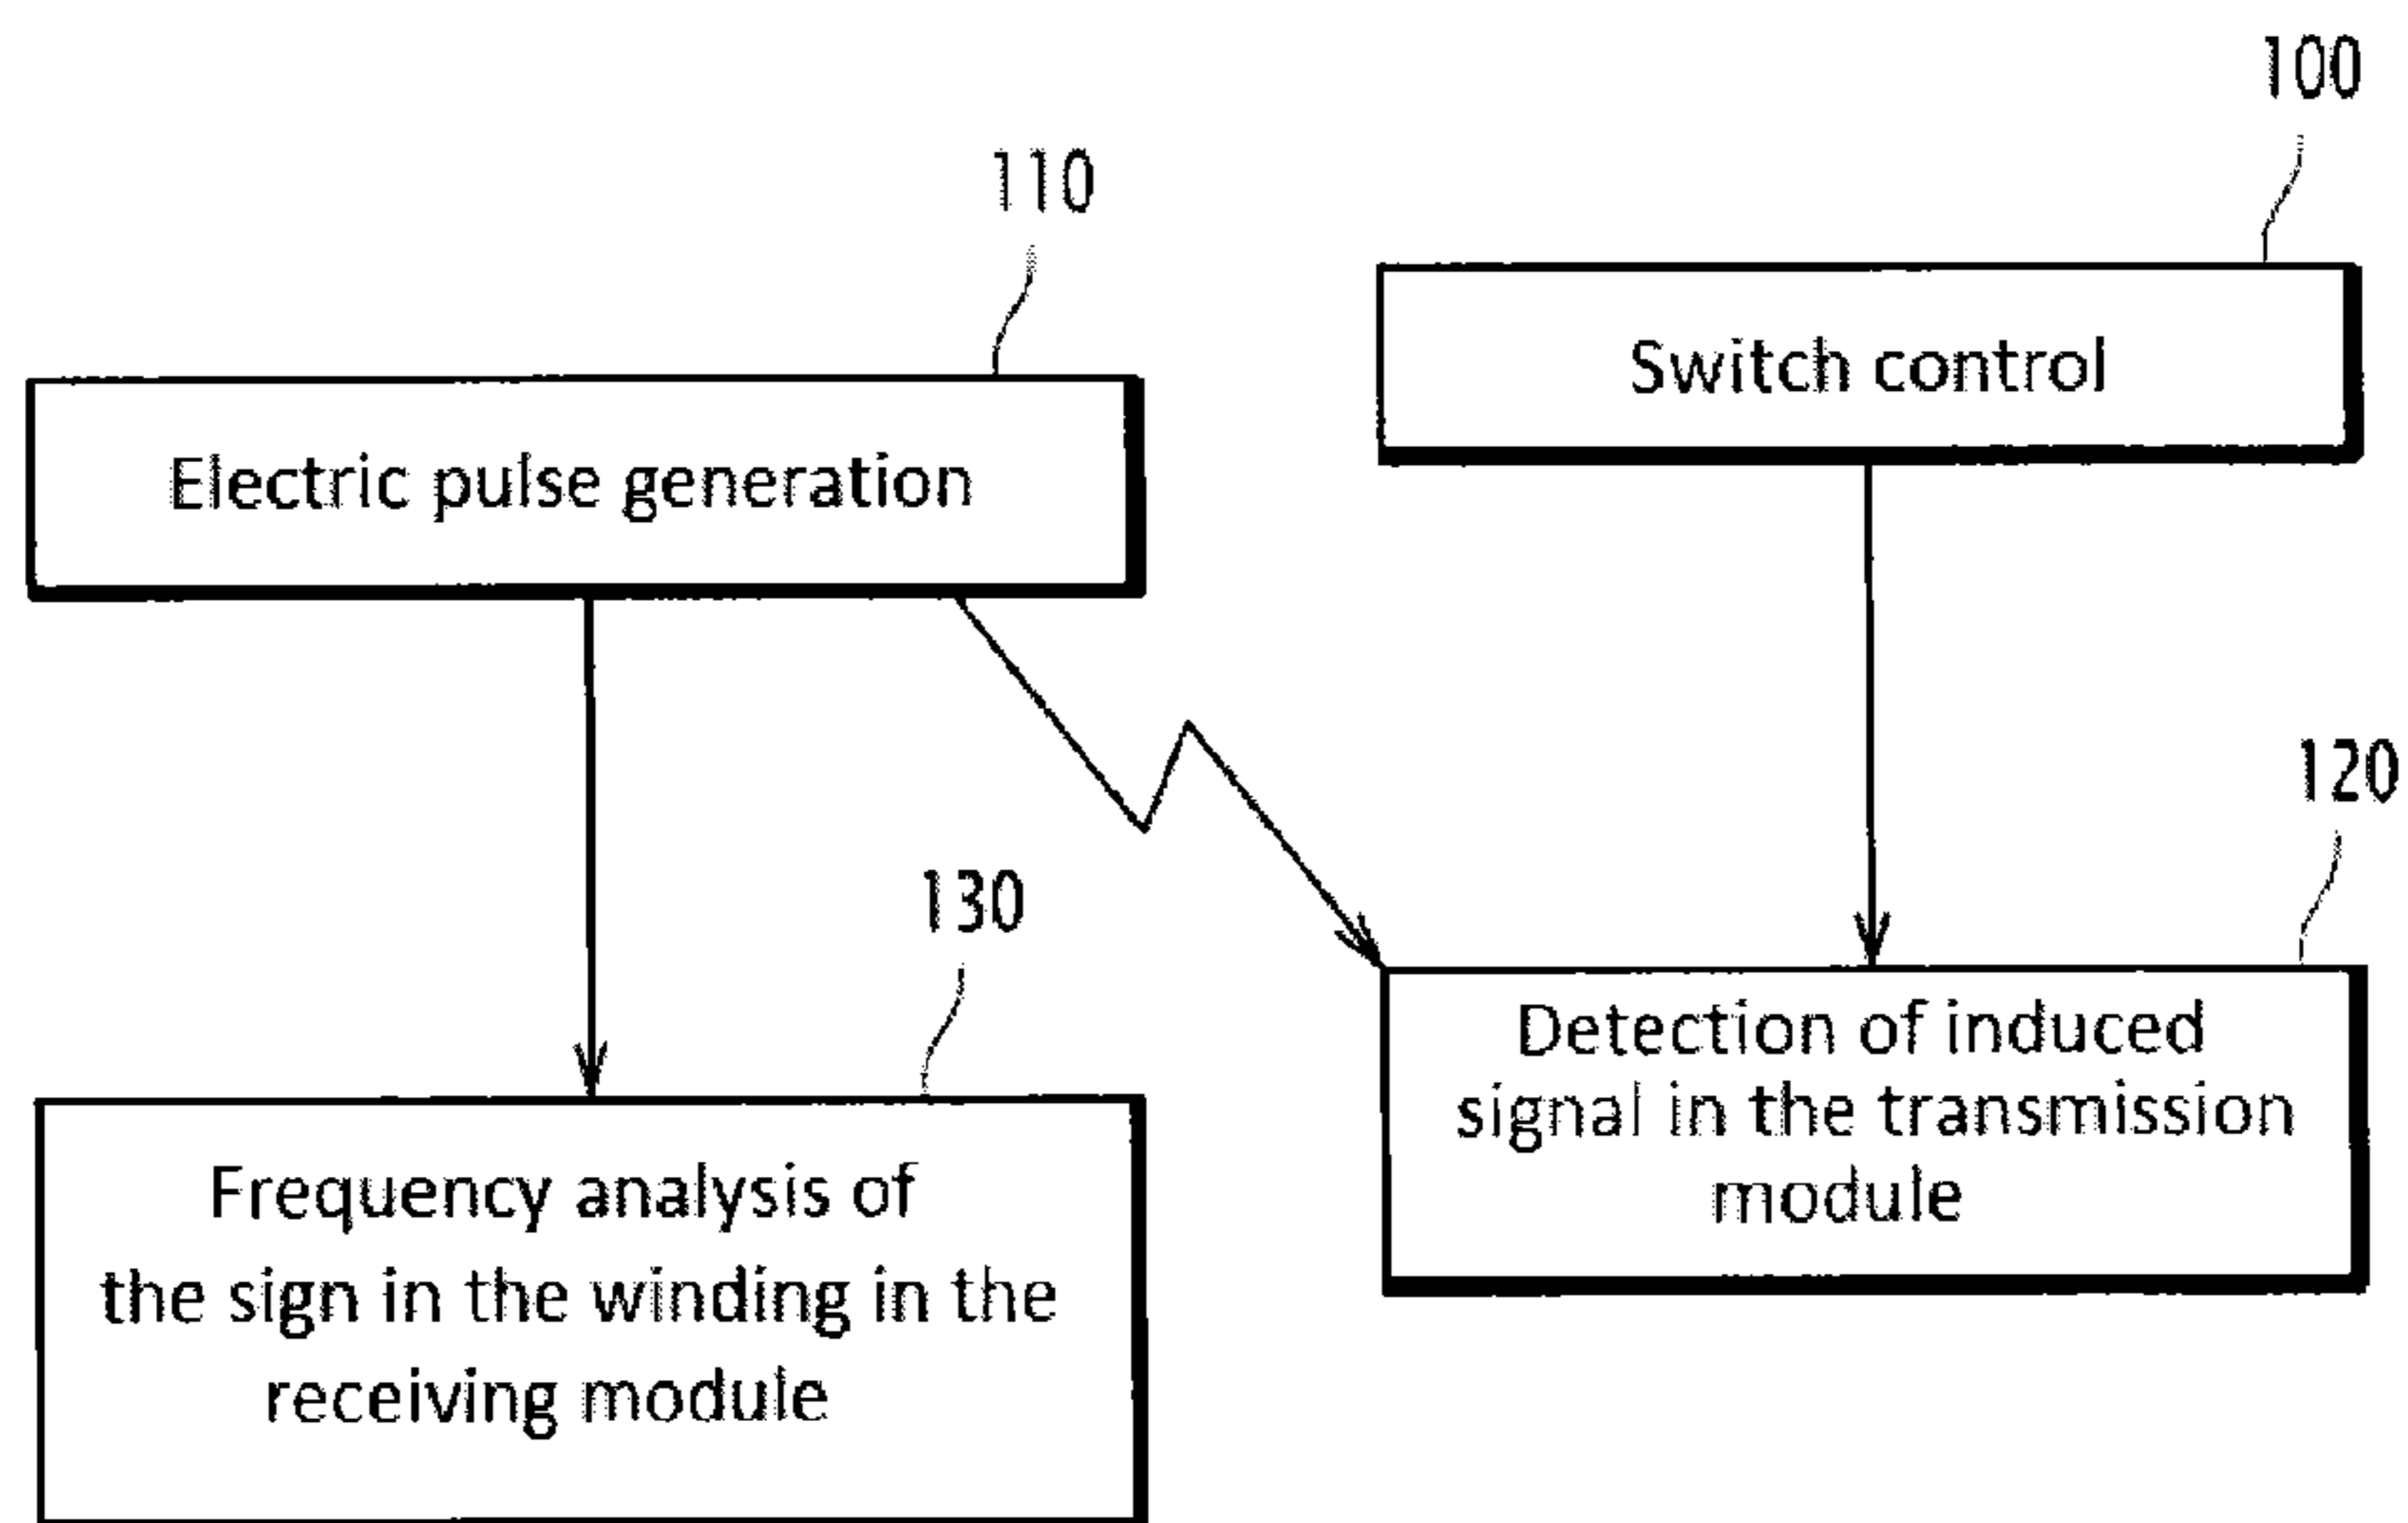 100
110
Switch control
Electric pulse generation
120
130
Detection of induced
signal in the transmission
module
Frequency analysis of
the sign in the winding in the
receiving module